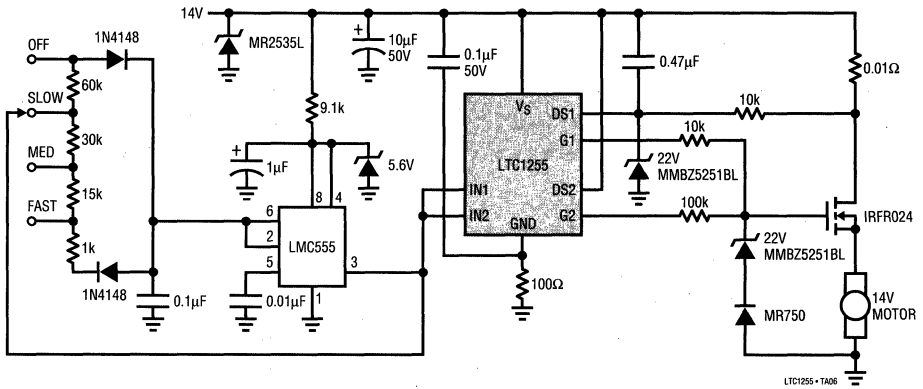 14V
OFF
1N4148
60k
SLOW
30k
MED
15k
FAST
1k
1N4148
0.1µF
MR2535L
10µF
50V
+
9.1k
+
1µF
5.6V
8
4
6
2
5
3
1
LMC555
0.01µF
0.1µF
50V
VS
LTC1255
DS1
G1
IN1
IN2
DS2
G2
GND
100Ω
0.47µF
0.01Ω
10k
10k
22V
MMBZ5251BL
100k
IRFR024
22V
MMBZ5251BL
MR750
14V
MOTOR
LTC1255 • TA06